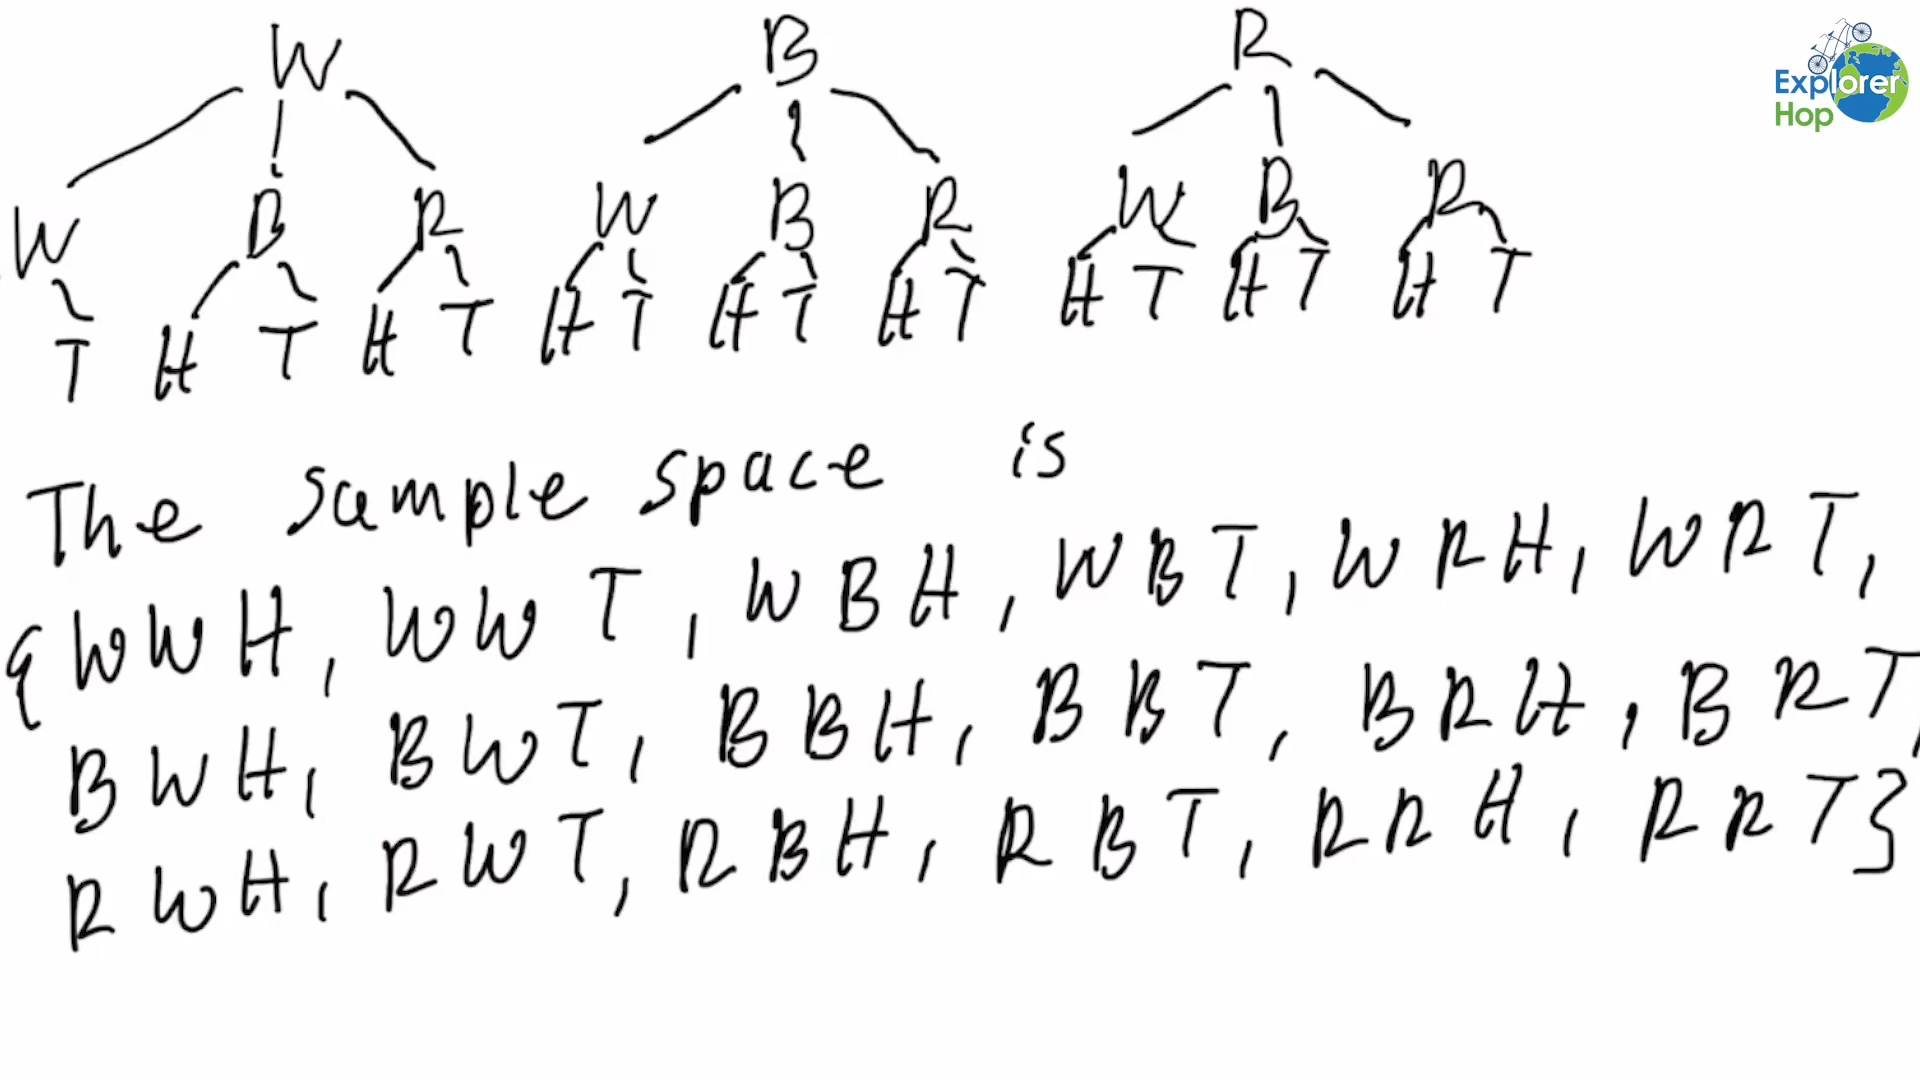 W B R
Explorer
Hop
W B R W B R W B R
T H T H T H T H T H T H T H T H T
The sample space is
{WWH, WWT, WBH, WBT, WRH, WRT,
BWH, BWT, BBH, BBT, BRH, BRT,
RWH, RWT, RBH, RBT, RRH, RRT}